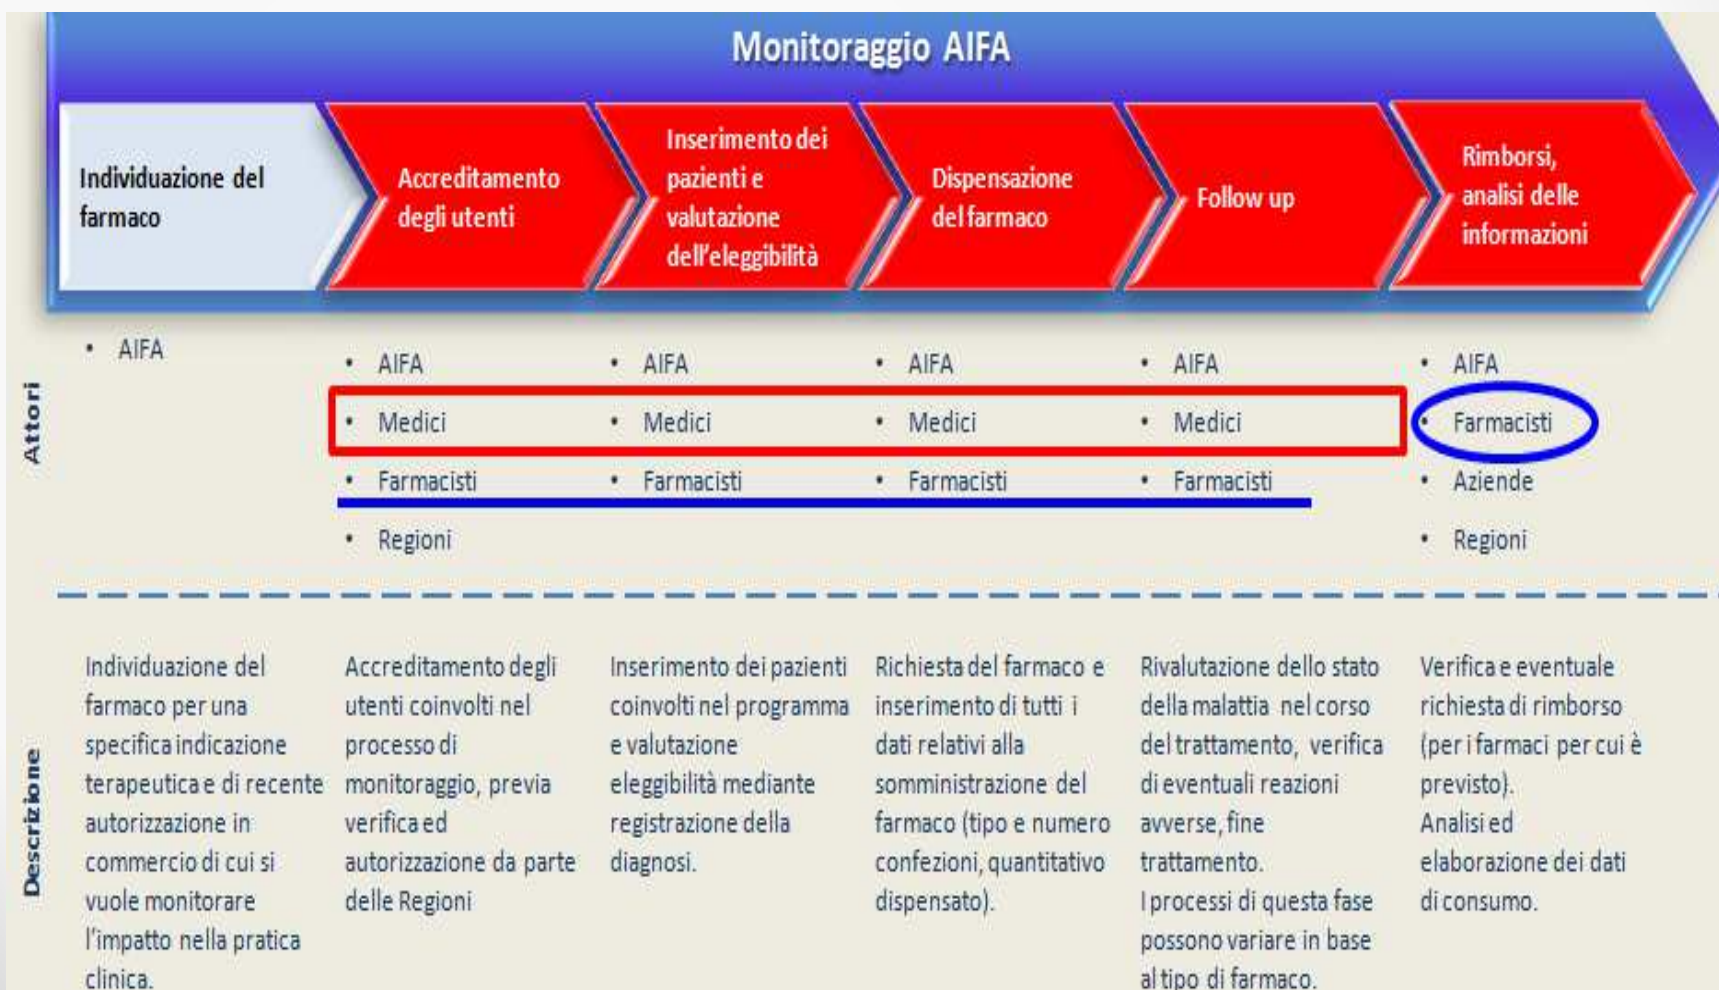 Monitoraggio AIFA
Individuazione del
farmaco
Accreditamento
degli utenti
Inserimento dei
pazienti e
valutazione
dell'eleggibilità
Dispensazione
del farmaco
Follow up
Rimborsi,
analisi delle
informazioni
Attori
• AIFA
• AIFA
• Medici
• Farmacisti
• Regioni
• AIFA
• Medici
• Farmacisti
• AIFA
• Medici
• Farmacisti
• AIFA
• Medici
• Farmacisti
• AIFA
• Farmacisti
• Aziende
• Regioni
Descrizione
Individuazione del
farmaco per una
specifica indicazione
terapeutica e di recente
autorizzazione in
commercio di cui si
vuole monitorare
l'impatto nella pratica
clinica.
Accreditamento degli
utenti coinvolti nel
processo di
monitoraggio, previa
verifica ed
autorizzazione da parte
delle Regioni
Inserimento dei pazienti
coinvolti nel programma
e valutazione
eleggibilità mediante
registrazione della
diagnosi.
Richiesta del farmaco e
inserimento di tutti i
dati relativi alla
somministrazione del
farmaco (tipo e numero
confezioni, quantitativo
dispensato).
Rivalutazione dello stato
della malattia nel corso
del trattamento, verifica
di eventuali reazioni
avverse, fine
trattamento.
I processi di questa fase
possono variare in base
al tipo di farmaco.
Verifica e eventuale
richiesta di rimborso
(per i farmaci per cui è
previsto).
Analisi ed
elaborazione dei dati
di consumo.